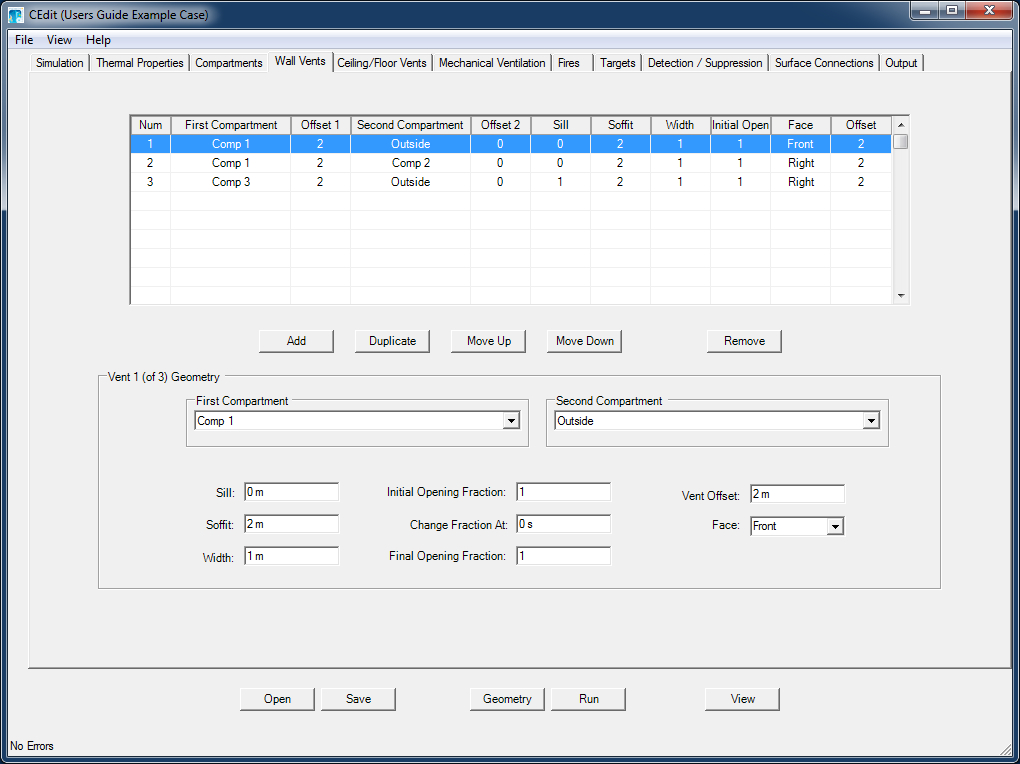 CEdit (Users Guide Example Case)
File View Help
Simulation Thermal Properties Compartments Wall Vents Ceiling/Floor Vents Mechanical Ventilation Fires Targets Detection / Suppression Surface Connections Output
Num First Compartment Offset 1 Second Compartment Offset 2 Sill Soffit Width Initial Open Face Offset
1 Comp 1 2 Outside 0 0 2 1 1 Front 2
2 Comp 1 2 Comp 2 0 0 2 1 1 Right 2
3 Comp 3 2 Outside 0 1 2 1 1 Right 2
Add Duplicate Move Up Move Down Remove
Vent 1 (of 3) Geometry
First Compartment Second Compartment
Comp 1 Outside
Sill: 0 m Initial Opening Fraction: 1 Vent Offset: 2 m
Soffit: 2 m Change Fraction At: 0 s Face: Front
Width: 1 m Final Opening Fraction: 1
Open Save Geometry Run View
No Errors